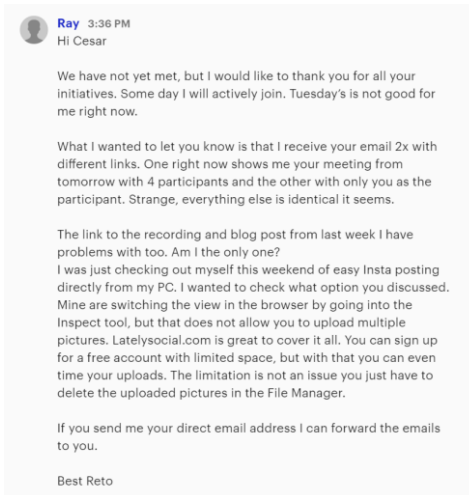 Ray 3:36 PM
Hi Cesar
We have not yet met, but I would like to thank you for all your
initiatives. Some day I will actively join. Tuesday's is not good for
me right now.
What I wanted to let you know is that I receive your email 2x with
different links. One right now shows me your meeting from
tomorrow with 4 participants and the other with only you as the
participant. Strange, everything else is identical it seems.
The link to the recording and blog post from last week I have
problems with too. Am I the only one?
I was just checking out myself this weekend of easy Insta posting
directly from my PC. I wanted to check what option you discussed.
Mine are switching the view in the browser by going into the
Inspect tool, but that does not allow you to upload multiple
pictures. Latelysocial.com is great to cover it all. You can sign up
for a free account with limited space, but with that you can even
time your uploads. The limitation is not an issue you just have to
delete the uploaded pictures in the File Manager.
If you send me your direct email address I can forward the emails
to you.
Best Reto